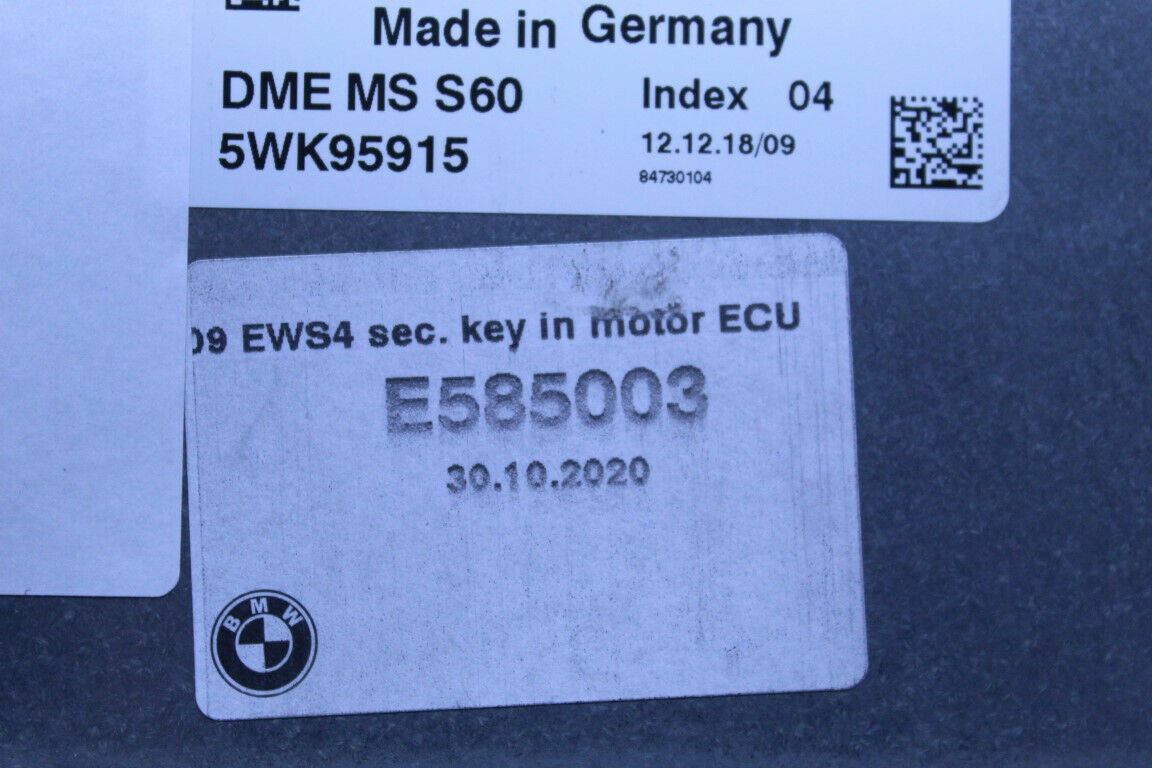 Made in Germany
DME MS S60
Index 04
5WK95915
12.12.18/09
84730104
09 EWS4 sec. key in motor ECU
E585003
30.10.2020
BMW